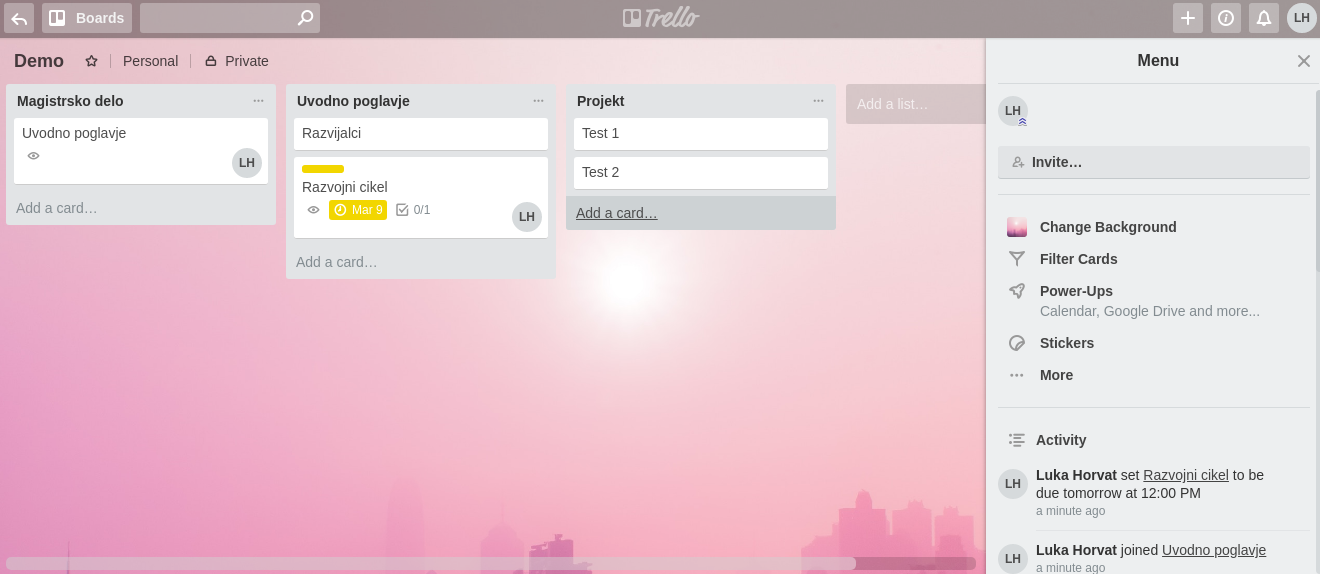 Boards
Trello
LH
Demo
Personal
Private
Magistrsko delo
Uvodno poglavje
LH
Add a card…
Uvodno poglavje
Razvijalci
Razvojni cikel
Mar 9
0/1
LH
Add a card…
Projekt
Test 1
Test 2
Add a card…
Add a list…
Menu
LH
Invite…
Change Background
Filter Cards
Power-Ups
Calendar, Google Drive and more...
Stickers
More
Activity
LH
Luka Horvat set Razvojni cikel to be
due tomorrow at 12:00 PM
a minute ago
LH
Luka Horvat joined Uvodno poglavje
a minute ago